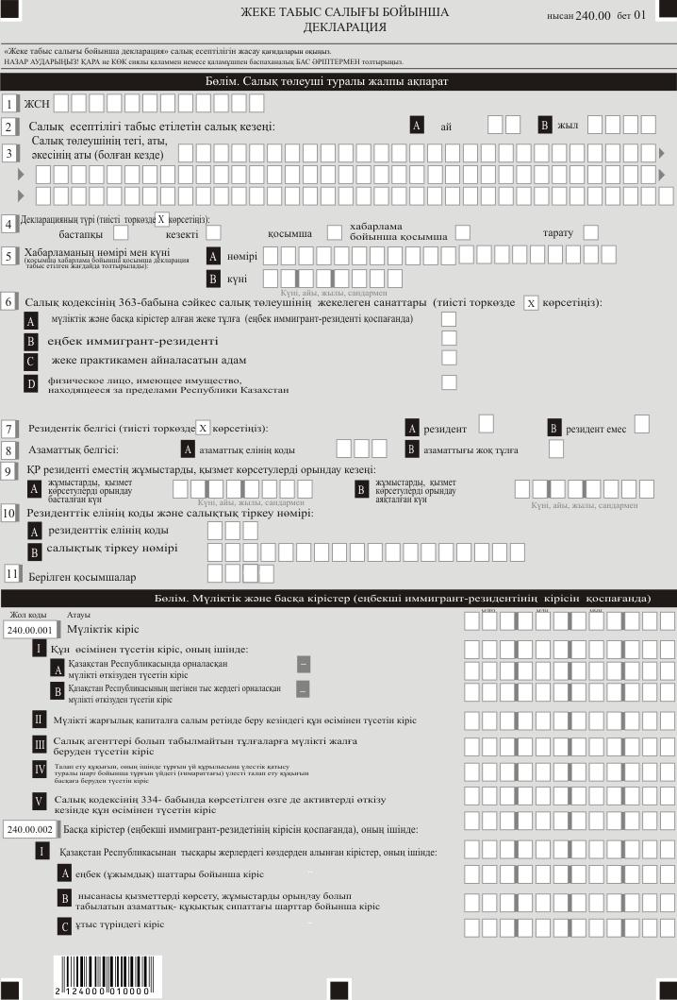 ЖЕКЕ ТАБЫС САЛЫҒЫ БОЙЫНША
ДЕКЛАРАЦИЯ
нысан 240.00 бет 01
«Жеке табыс салығы бойынша декларация» салық есептілігін жасау қағидаларын оқыңыз.
НАЗАР АУДАРЫҢЫЗ! ҚАРА не КӨК сиялы қаламмен немесе қаламұшпен баспаханалық БАС ӘРІПТЕРМЕН толтырыңыз.
Бөлім. Салық төлеуші туралы жалпы ақпарат
1 ЖСН
2 Салық есептілігі табыс етілетін салық кезеңі: A ай B жыл
3 Салық төлеушінің тегі, аты,
әкесінің аты (болған кезде)
4 Декларацияның түрі (тиісті торкөзде X көрсетіңіз):
бастапқы кезекті қосымша хабарлама
бойынша қосымша тарату
5 Хабарламаның нөмірі мен күні A нөмірі
(қосымша хабарлама бойынша қосымша декларация
табыс етілген жағдайда толтырылады):
B күні
Күні, айы, жылы, сандармен
6 Салық кодексінің 363-бабына сәйкес салық төлеушінің жекелеген санаттары (тиісті торкөзде X көрсетіңіз):
A мүліктік және басқа кірістер алған жеке тұлға (еңбек иммигрант-резиденті қоспағанда)
B еңбек иммигрант-резиденті
C жеке практикамен айналасатын адам
D физическое лицо, имеющее имущество,
находящееся за пределами Республики Казахстан
7 Резидентік белгісі (тиісті торкөзде X көрсетіңіз): A резидент B резидент емес
8 Азаматтық белгісі: A азаматтық елінің коды B азаматтығы жоқ тұлға
9 ҚР резиденті еместің жұмыстарды, қызмет көрсетулерді орындау кезеңі:
A жұмыстарды, қызмет
көрсетулерді орындау
басталған күн
Күні, айы, жылы, сандармен
B жұмыстарды, қызмет
көрсетулерді орындау
аяқталған күн
Күні, айы, жылы, сандармен
10 Резиденттік елінің коды және салықтық тіркеу нөмірі:
A резиденттік елінің коды
B салықтық тіркеу нөмірі
11 Берілген қосымшалар
Бөлім. Мүліктік және басқа кірістер (еңбекші иммигрант-резидентінің кірісін қоспағанда)
Жол коды Атауы
240.00.001 Мүліктік кіріс
I Құн өсімінен түсетін кіріс, оның ішінде:
A Қазақстан Республикасында орналасқан
мүлікті өткізуден түсетін кіріс
B Қазақстан Республикасының шегінен тыс жердегі орналасқан
мүлікті өткізуден түсетін кіріс
II Мүлікті жарғылық капиталға салым ретінде беру кезіндегі құн өсімінен түсетін кіріс
III Салық агенттері болып табылмайтын тұлғаларға мүлікті жалға
беруден түсетін кіріс
IV Талап ету құқығын, оның ішінде тұрғын үй құрылысына үлестік қатысу
туралы шарт бойынша тұрғын үйдегі (ғимараттағы) үлесті талап ету құқығын
басқаға беруден түсетін кіріс
V Салық кодексінің 334- бабында көрсетілген өзге де активтерді өткізу
кезінде құн өсімінен түсетін кіріс
240.00.002 Басқа кірістер (еңбекші иммигрант-резидетінің кірісін қоспағанда), оның ішінде:
I Қазақстан Республикасынан тысқары жерлердегі көздерден алынған кірістер, оның ішінде:
A еңбек (ұжымдық) шаттары бойынша кіріс
B нысанасы қызметтерді көрсету, жұмыстарды орындау болып
табылатын азаматтық- құқықтық сипаттағы шарттар бойынша кіріс
C ұтыс түріндегі кіріс
2 124000 010000